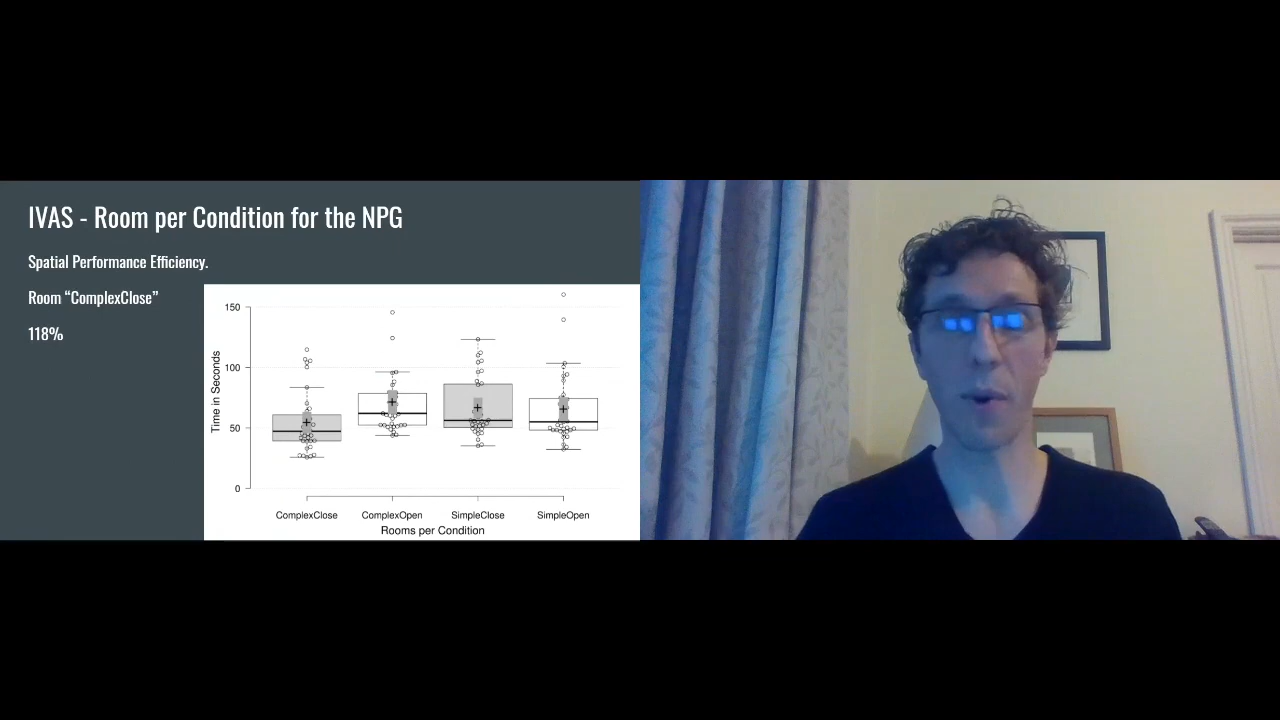 IVAS - Room per Condition for the NPG
Spatial Performance Efficiency.
Room “ComplexClose”
118%
150
100
50
0
Time in Seconds
ComplexClose ComplexOpen SimpleClose SimpleOpen
Rooms per Condition